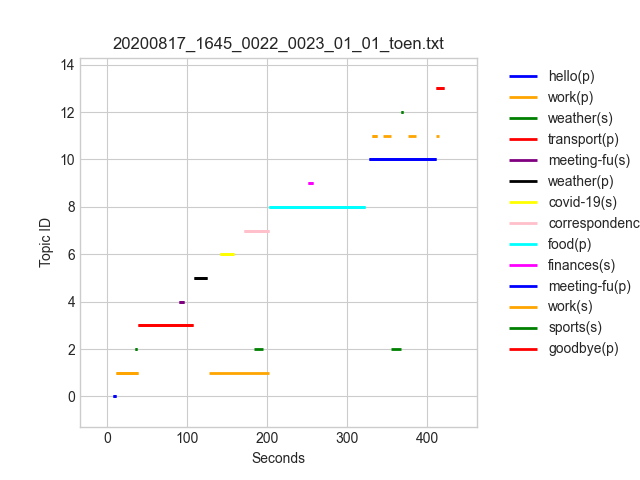 20200817_1645_0022_0023_01_01_toen.txt
14
12
10
8
6
4
2
0
Topic ID
0 100 200 300 400
Seconds
hello(p)
work(p)
weather(s)
transport(p)
meeting-fu(s)
weather(p)
covid-19(s)
correspondenc
food(p)
finances(s)
meeting-fu(p)
work(s)
sports(s)
goodbye(p)